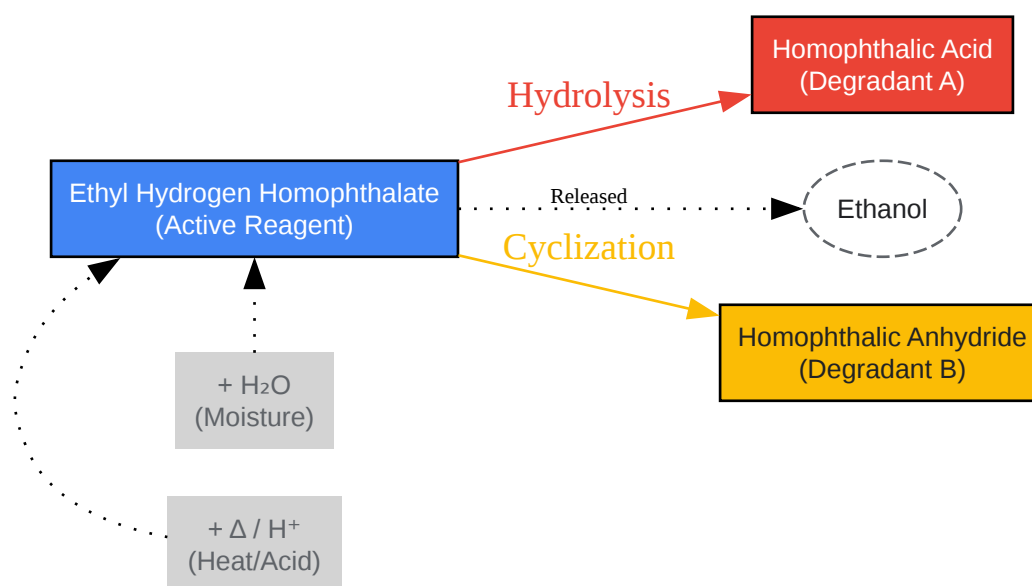 Homophthalic Acid
(Degradant A)
Hydrolysis
Ethyl Hydrogen Homophthalate
(Active Reagent)
Released
Ethanol
Cyclization
Homophthalic Anhydride
(Degradant B)
+ H₂O
(Moisture)
+ Δ / H⁺
(Heat/Acid)